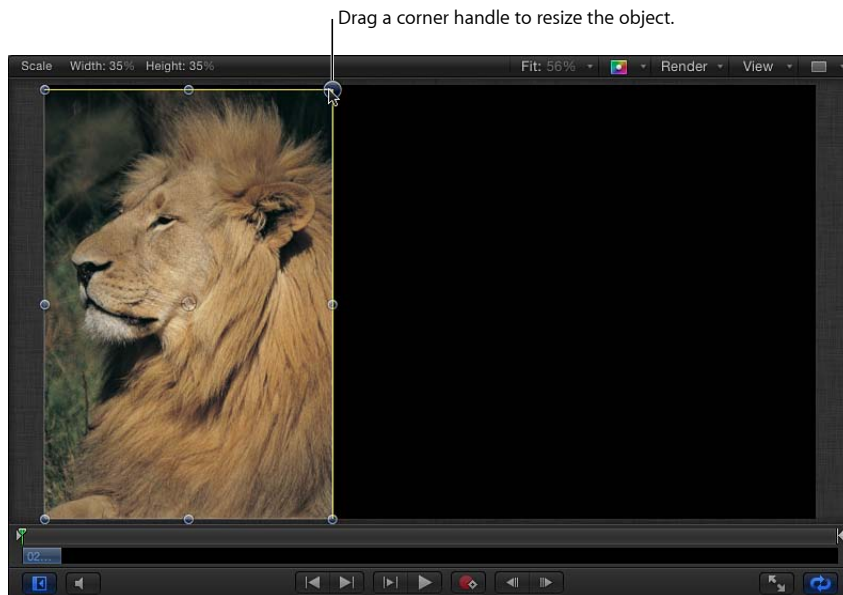 Drag a corner handle to resize the object.
Scale Width: 35% Height: 35% Fit: 56% Render View
02...